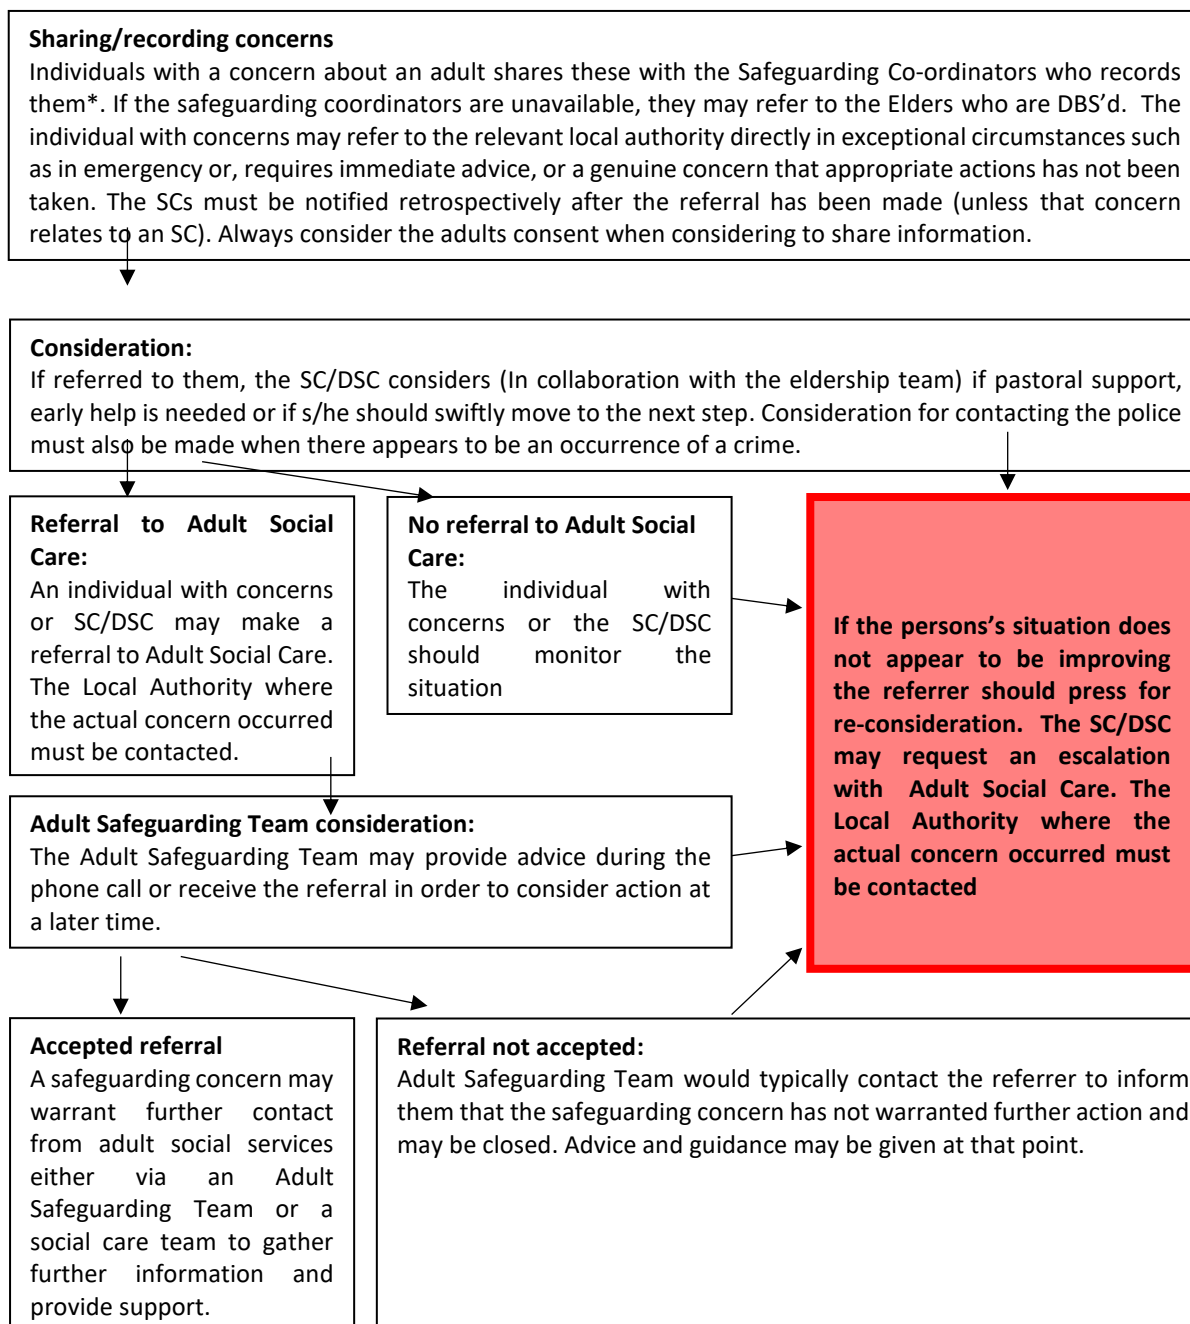 Sharing/recording concerns
Individuals with a concern about an adult shares these with the Safeguarding Co-ordinators who records
them*. If the safeguarding coordinators are unavailable, they may refer to the Elders who are DBS’d. The
individual with concerns may refer to the relevant local authority directly in exceptional circumstances such
as in emergency or, requires immediate advice, or a genuine concern that appropriate actions has not been
taken. The SCs must be notified retrospectively after the referral has been made (unless that concern
relates to an SC). Always consider the adults consent when considering to share information.
Consideration:
If referred to them, the SC/DSC considers (In collaboration with the eldership team) if pastoral support,
early help is needed or if s/he should swiftly move to the next step. Consideration for contacting the police
must also be made when there appears to be an occurrence of a crime.
Referral to Adult Social
Care:
An individual with concerns
or SC/DSC may make a
referral to Adult Social Care.
The Local Authority where
the actual concern occurred
must be contacted.
No referral to Adult Social
Care:
The individual with
concerns or the SC/DSC
should monitor the
situation
If the persons’s situation does
not appear to be improving
the referrer should press for
re-consideration. The SC/DSC
may request an escalation
with Adult Social Care. The
Local Authority where the
actual concern occurred must
be contacted
Adult Safeguarding Team consideration:
The Adult Safeguarding Team may provide advice during the
phone call or receive the referral in order to consider action at
a later time.
Accepted referral
A safeguarding concern may
warrant further contact
from adult social services
either via an Adult
Safeguarding Team or a
social care team to gather
further information and
provide support.
Referral not accepted:
Adult Safeguarding Team would typically contact the referrer to inform
them that the safeguarding concern has not warranted further action and
may be closed. Advice and guidance may be given at that point.